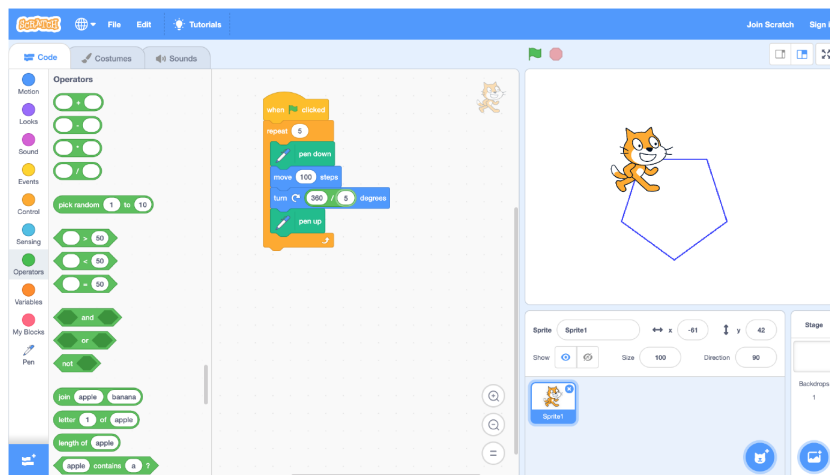 SCRATCH File Edit Tutorials Join Scratch Sign i
Code Costumes Sounds
Motion
Looks
Sound
Events
Control
Sensing
Operators
Variables
My Blocks
Pen
Operators
+
-
*
/
pick random 1 to 10
> 50
< 50
= 50
and
or
not
join apple banana
letter 1 of apple
length of apple
apple contains a ?
when clicked
repeat 5
pen down
move 100 steps
turn 360 / 5 degrees
pen up
Sprite Sprite1 x -61 y 42
Show Size 100 Direction 90
Sprite1
Stage
Backdrops
1